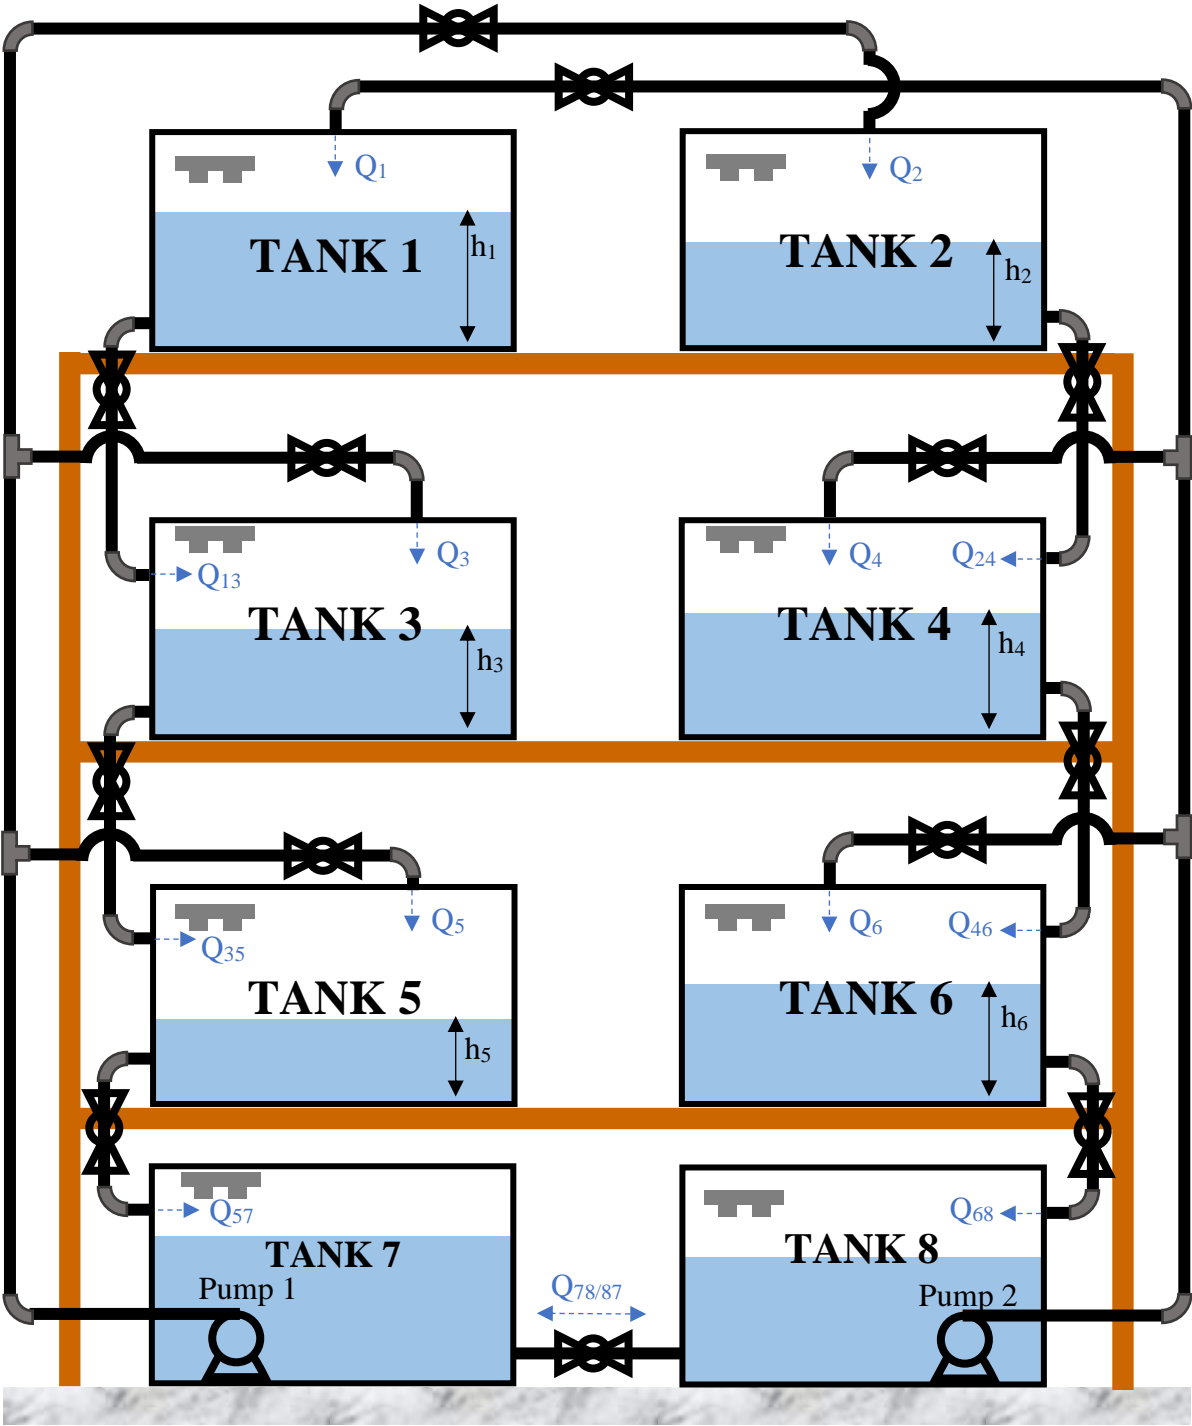 Q₁
Q₂
TANK 1
h₁
TANK 2
h₂
Q₃
Q₁₃
Q₄
Q₂₄
TANK 3
h₃
TANK 4
h₄
Q₅
Q₃₅
Q₆
Q₄₆
TANK 5
h₅
TANK 6
h₆
Q₅₇
Q₆₈
TANK 7
TANK 8
Pump 1
Q₇₈/₈₇
Pump 2